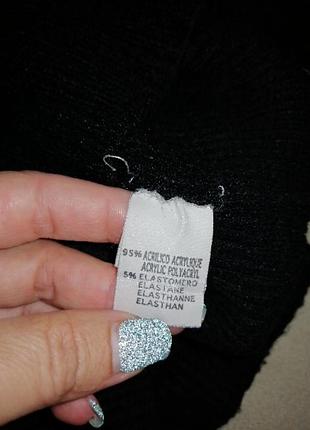 95% ACRILICO ACRYLIQUE
ACRYLIC POLYACRYL
5% ELASTOMERO
ELASTANE
ELASTHANNE
ELASTHAN